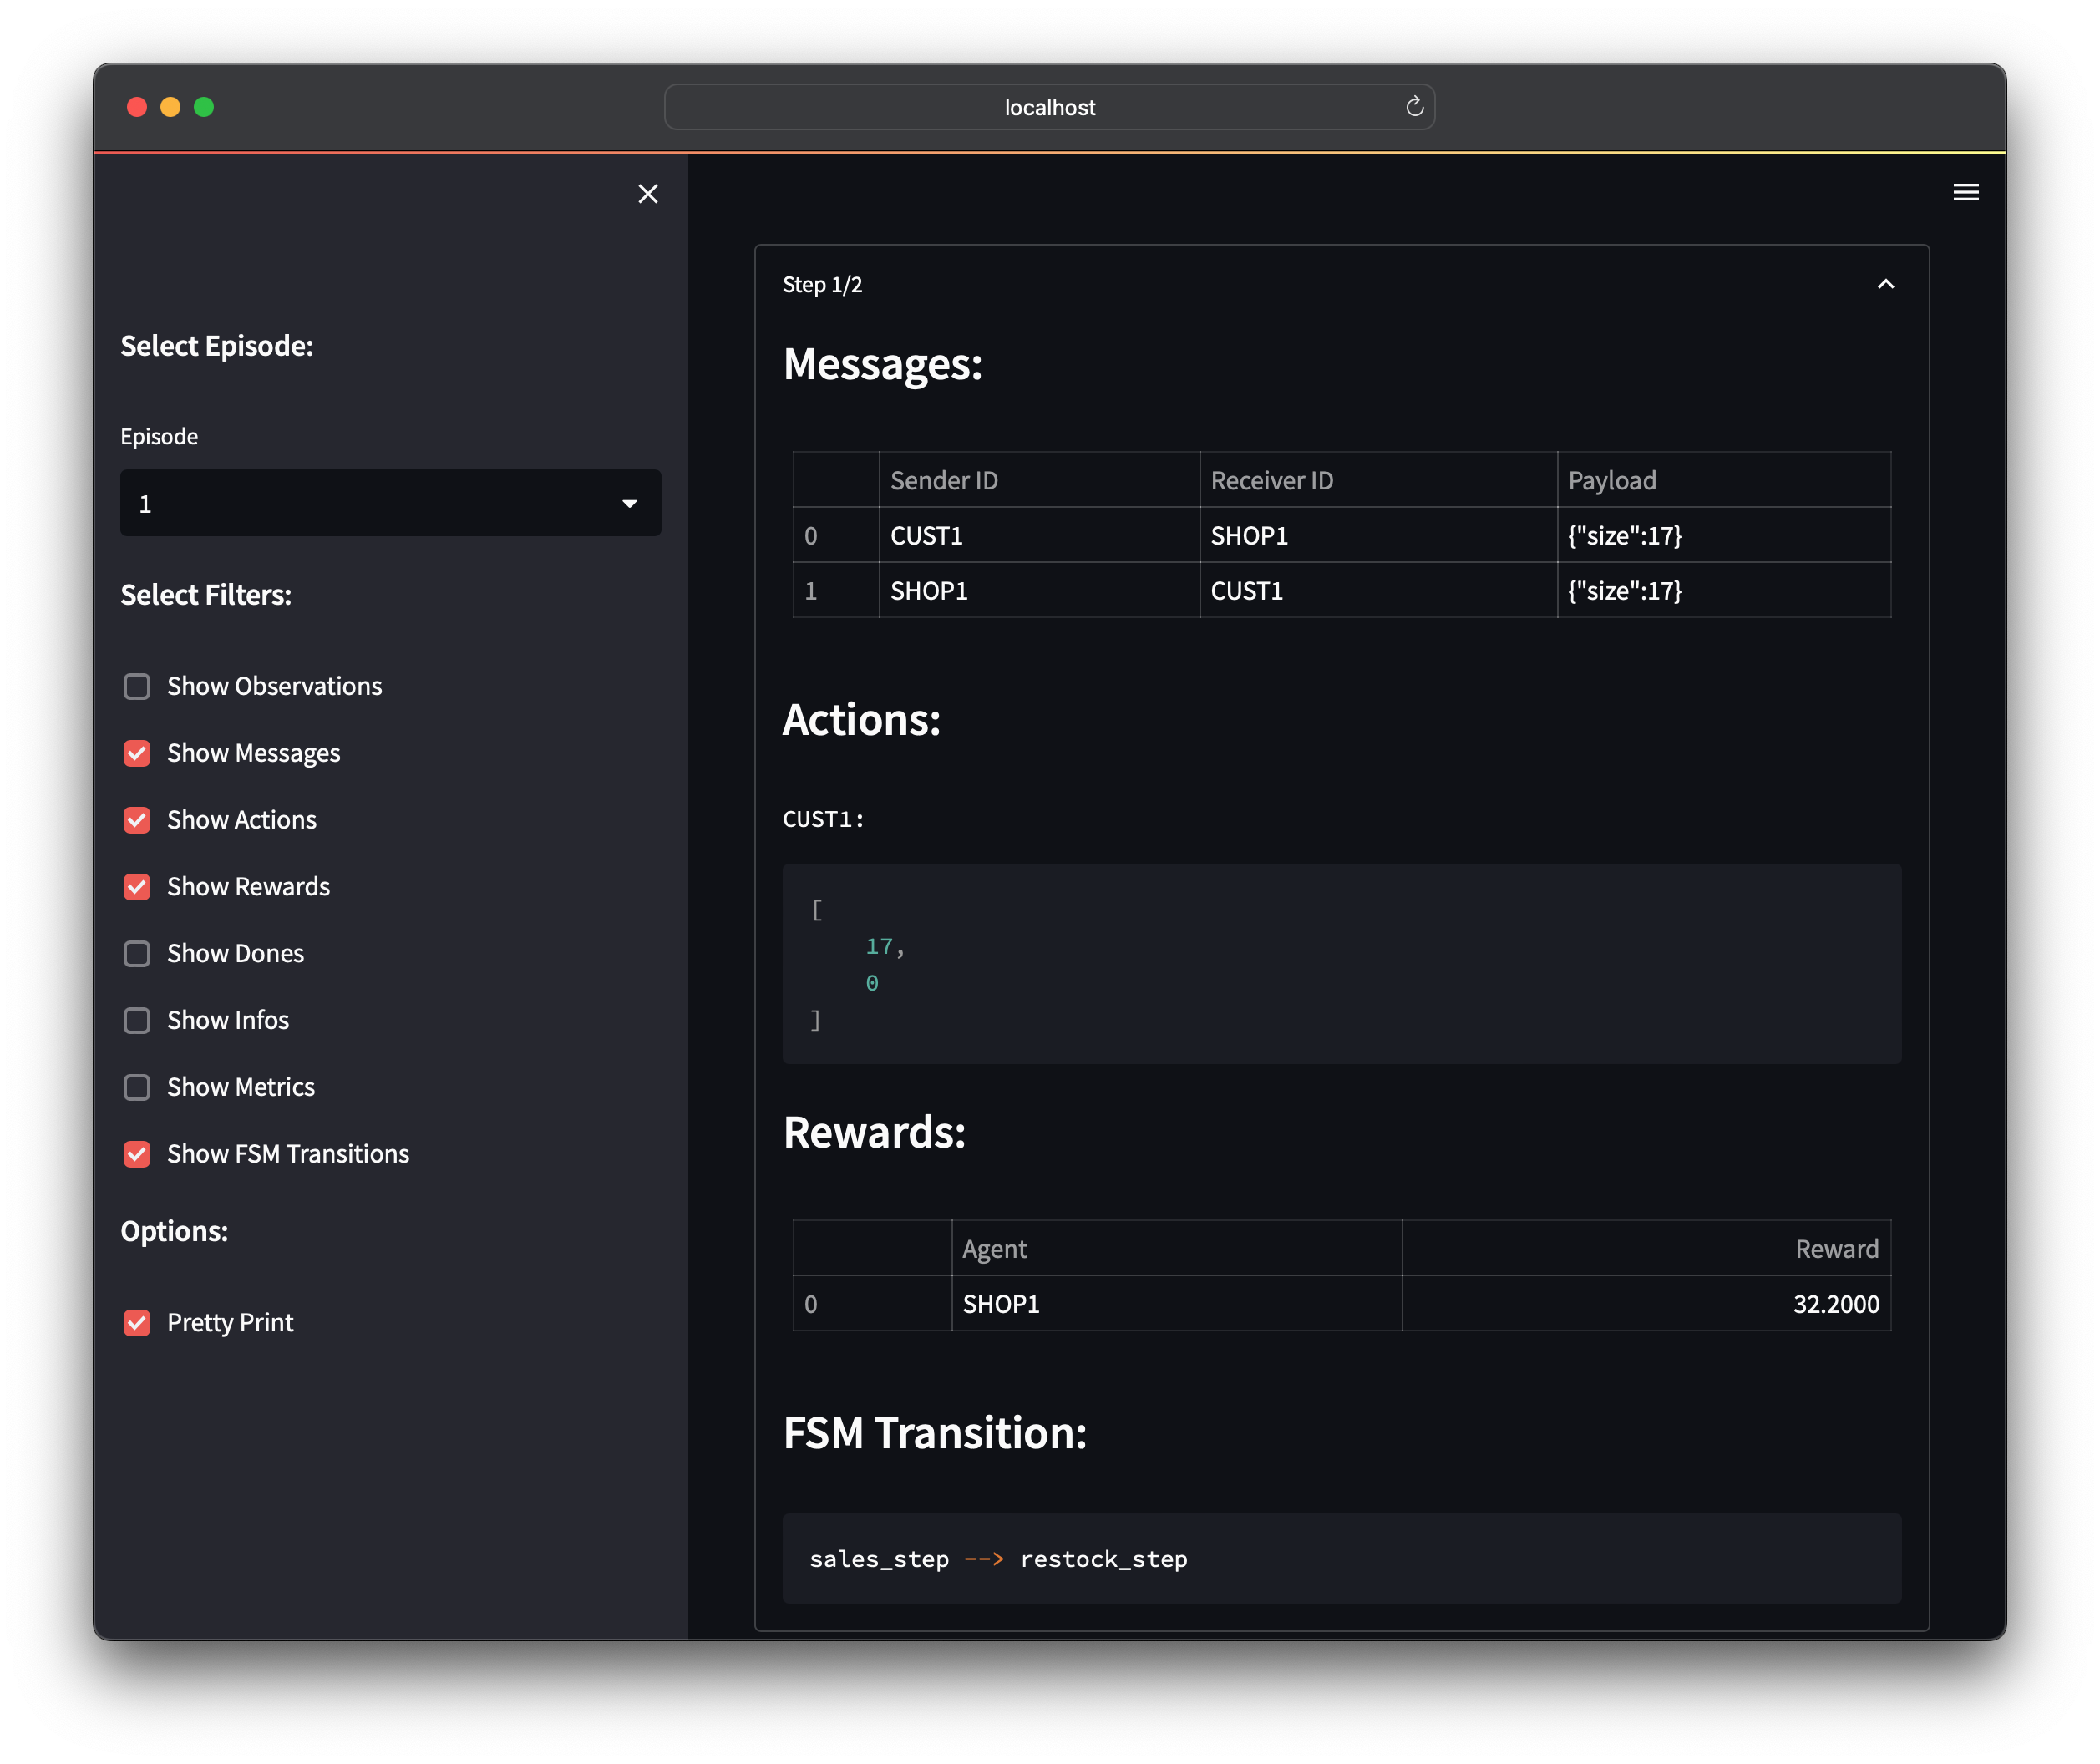 localhost
Select Episode:
Episode
1
Select Filters:
Show Observations
Show Messages
Show Actions
Show Rewards
Show Dones
Show Infos
Show Metrics
Show FSM Transitions
Options:
Pretty Print
Step 1/2
Messages:
Sender ID Receiver ID Payload
0 CUST1 SHOP1 {"size":17}
1 SHOP1 CUST1 {"size":17}
Actions:
CUST1:
[
17,
0
]
Rewards:
Agent Reward
0 SHOP1 32.2000
FSM Transition:
sales_step --> restock_step